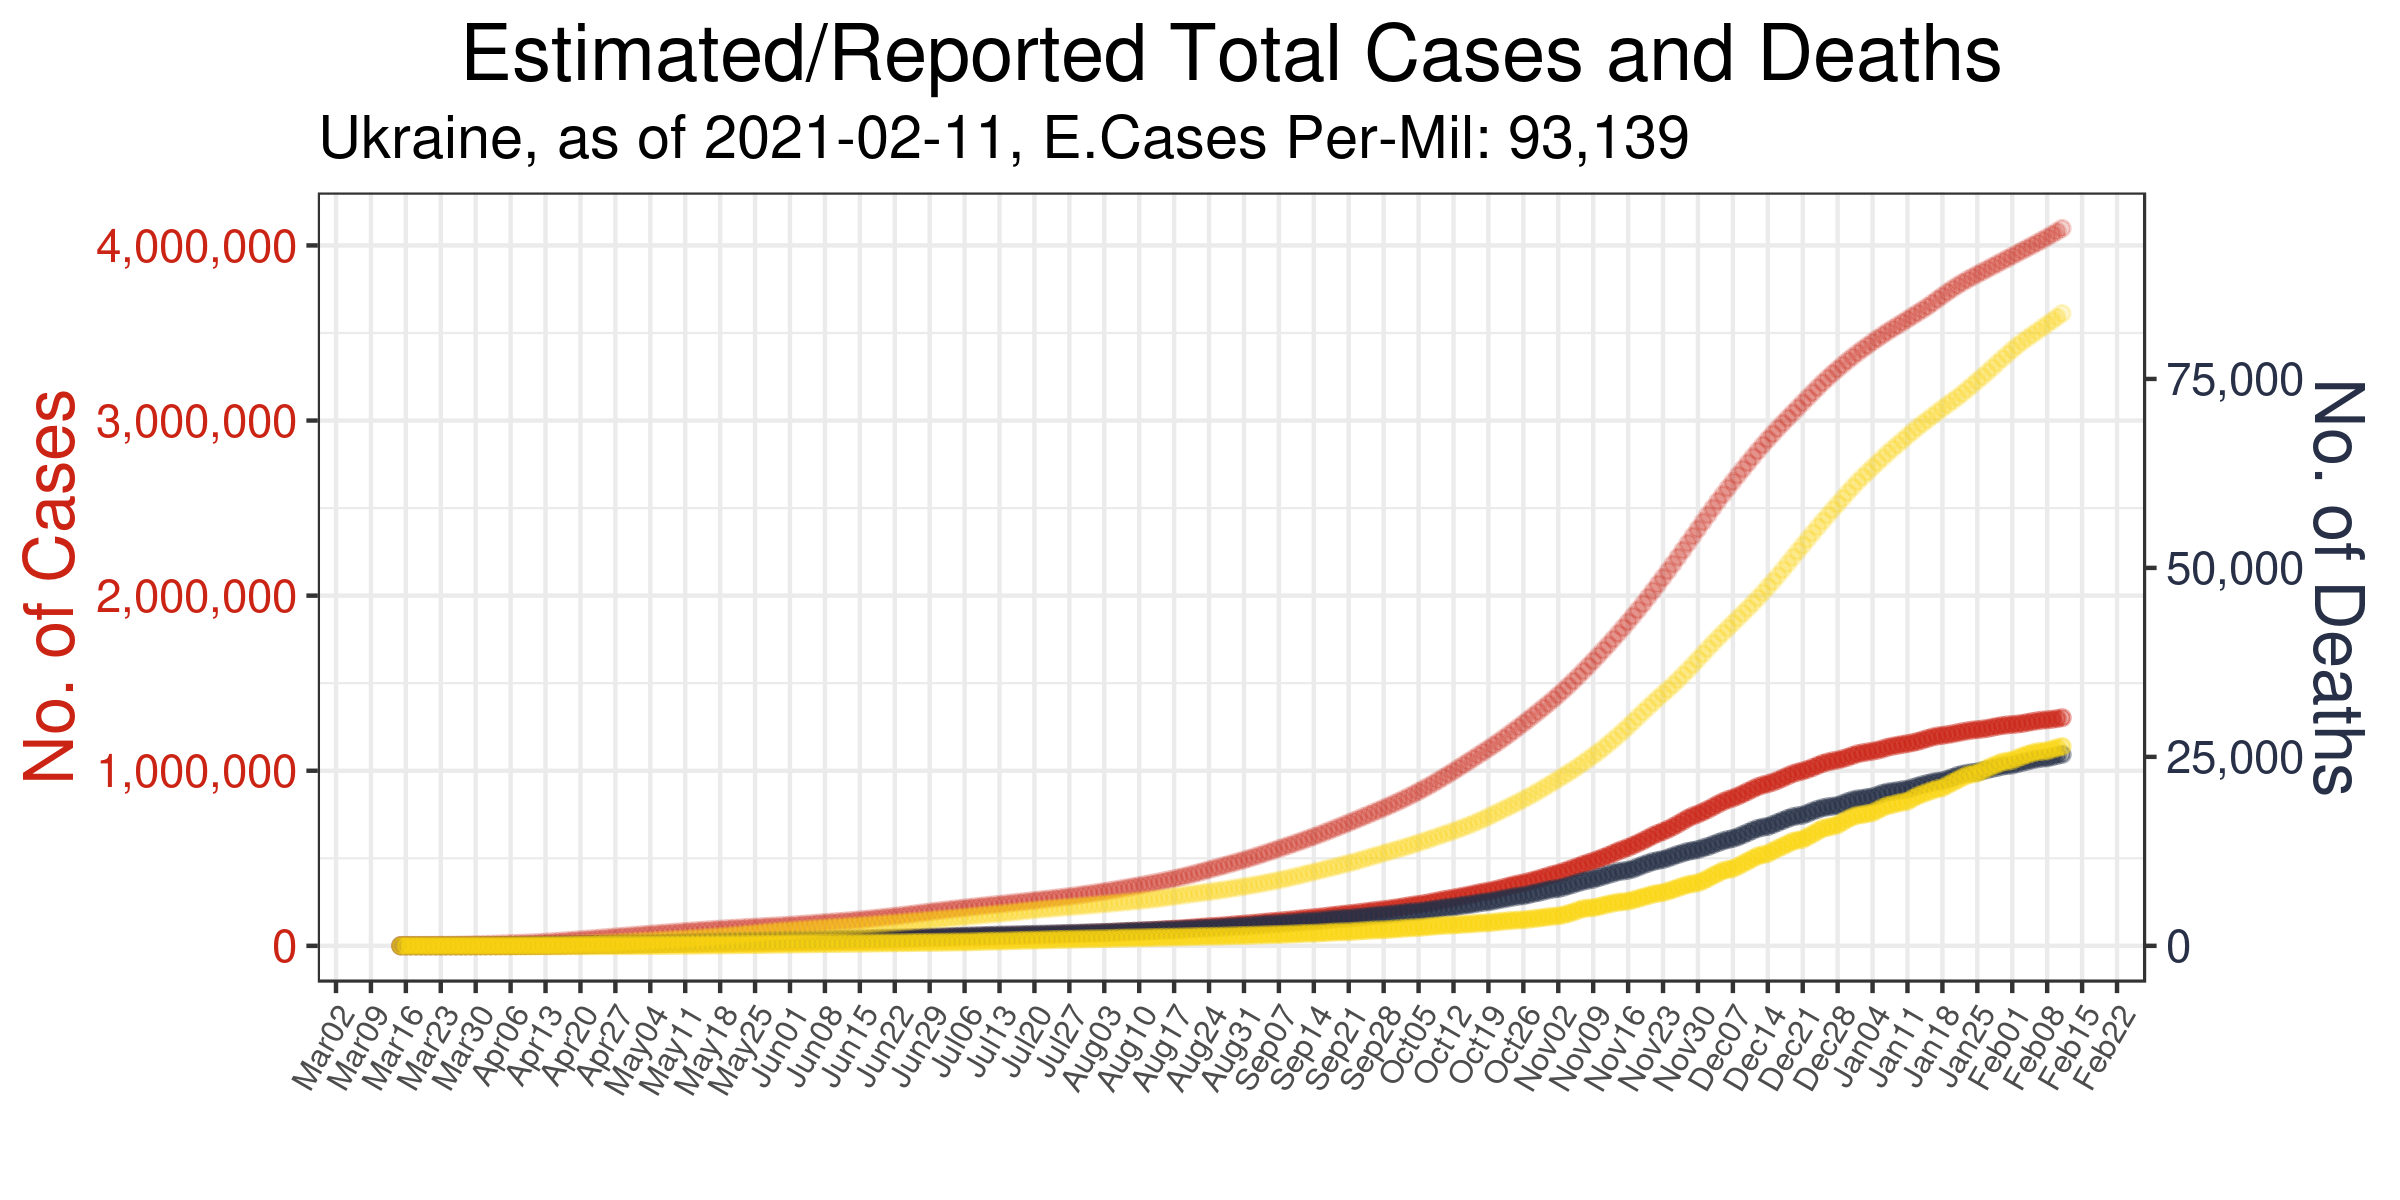 Estimated/Reported Total Cases and Deaths
Ukraine, as of 2021-02-11, E.Cases Per-Mil: 93,139
No. of Cases
4,000,000
3,000,000
2,000,000
1,000,000
0
75,000
50,000
25,000
0
No. of Deaths
Mar02
Mar09
Mar16
Mar23
Mar30
Apr06
Apr13
Apr20
Apr27
May04
May11
May18
May25
Jun01
Jun08
Jun15
Jun22
Jun29
Jul06
Jul13
Jul20
Jul27
Aug03
Aug10
Aug17
Aug24
Aug31
Sep07
Sep14
Sep21
Sep28
Oct05
Oct12
Oct19
Oct26
Nov02
Nov09
Nov16
Nov23
Nov30
Dec07
Dec14
Dec21
Dec28
Jan04
Jan11
Jan18
Jan25
Feb01
Feb08
Feb15
Feb22